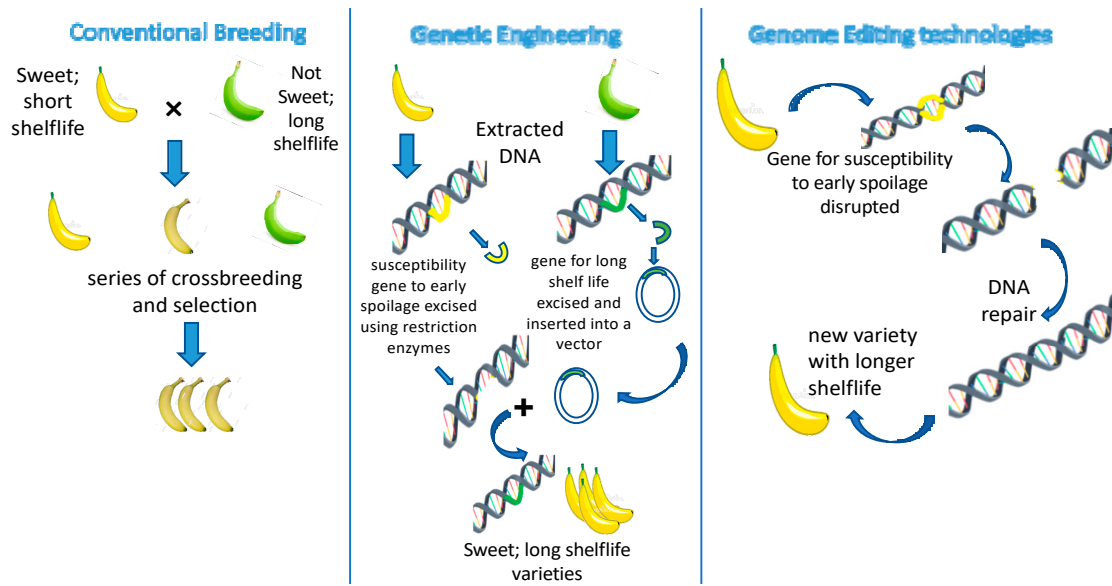 Conventional Breeding
Sweet;
short
shelflife
×
Not
Sweet;
long
shelflife
series of crossbreeding
and selection
Genetic Engineering
Extracted
DNA
susceptibility
gene to early
spoilage excised
using restriction
enzymes
gene for long
shelf life
excised and
inserted into a
vector
+
Sweet; long shelflife
varieties
Genome Editing technologies
Gene for susceptibility
to early spoilage
disrupted
DNA
repair
new variety
with longer
shelflife